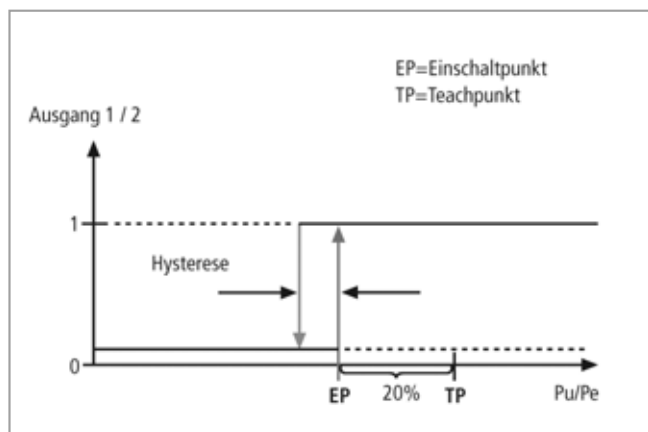 EP=Einschaltpunkt
TP=Teachpunkt
Ausgang 1 / 2
1
Hysterese
0
EP 20% TP Pu/Pe